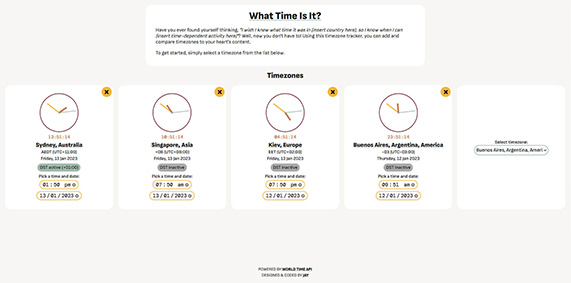 What Time Is It?
Have you ever found yourself thinking, "I wish I knew what time it was in [insert country here], so I know when I can
[insert time-dependent activity here]"? Well, now you don't have to! Using this timezone tracker, you can add and
compare timezones to your heart's content.
To get started, simply select a timezone from the list below.
Timezones
13:51:14
Sydney, Australia
AEDT (UTC+11:00)
Friday, 13 Jan 2023
DST active (+01:00)
Pick a time and date:
01:50 pm
13/01/2023
10:51:14
Singapore, Asia
+08 (UTC+08:00)
Friday, 13 Jan 2023
DST inactive
Pick a time and date:
07:50 am
13/01/2023
04:51:14
Kiev, Europe
EET (UTC+02:00)
Friday, 13 Jan 2023
DST inactive
Pick a time and date:
07:50 am
13/01/2023
23:51:14
Buenos Aires, Argentina, America
-03 (UTC-03:00)
Thursday, 12 Jan 2023
DST inactive
Pick a time and date:
13/01/2023
Select timezone:
Buenos Aires, Argentina, Ameri
POWERED BY WORLD TIME API
DESIGNED & CODED BY JAY